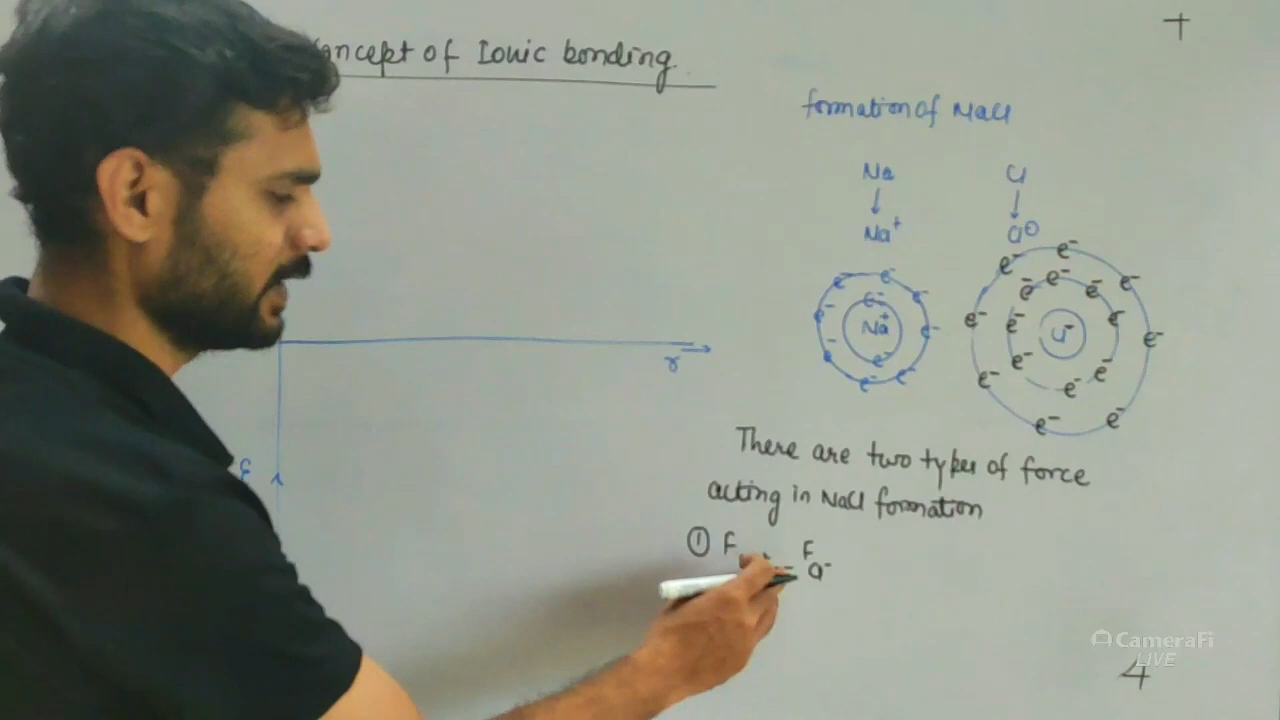 oncept of Ionic bonding
+
formation of NaCl
Na Cl
↓ ↓
Na⁺ Cl⊖
e⁻ e⁻ e⁻ e⁻ e⁻ e⁻ e⁻ e⁻
e⁻ Na⁺ e⁻
e⁻ e⁻ e⁻ e⁻ e⁻ e⁻ e⁻ e⁻
e⁻ e⁻ e⁻ e⁻ e⁻ e⁻ e⁻ e⁻
Cl⁻
r
ε
There are two types of force
acting in NaCl formation
① F F
Cl⁻
CameraFi
LIVE
4